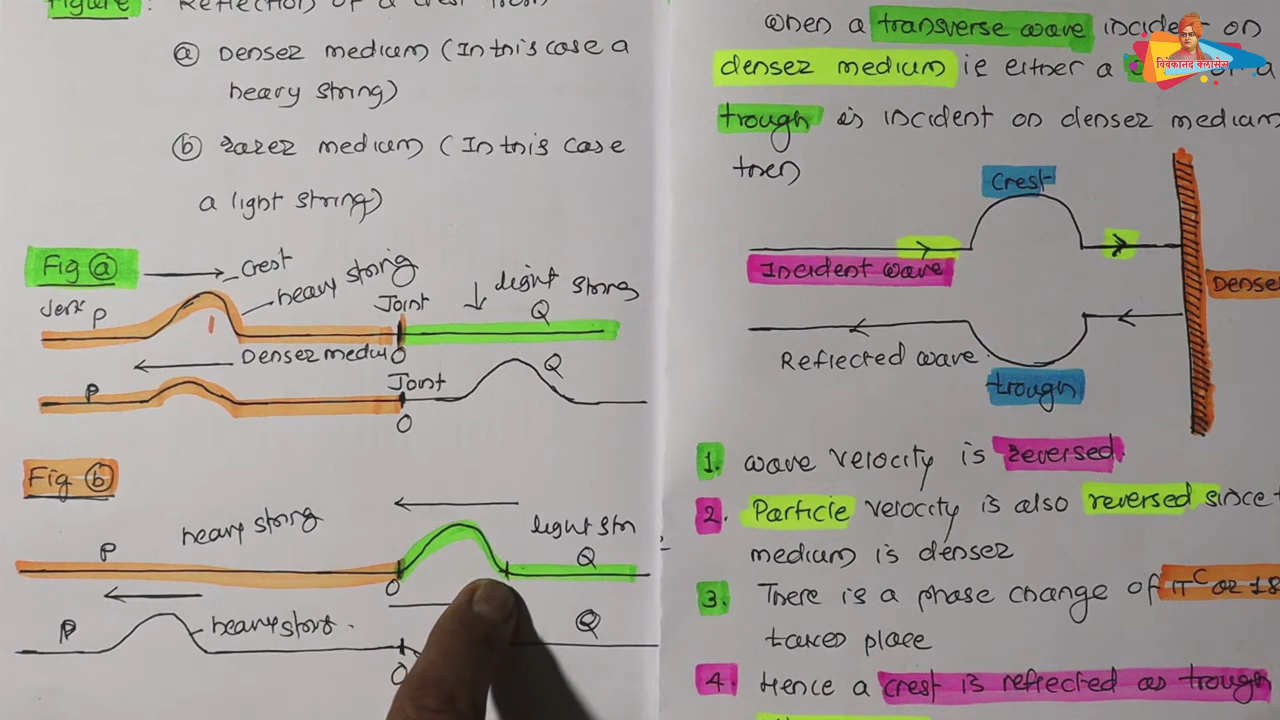 Figure : Reflection of a crest from
ⓐ Denser medium (In this case a
heavy string)
ⓑ rarer medium (In this case
a light string)
Fig ⓐ
Crest
heavy string
Jerk
P
Joint
light string
Q
Denser mediu
O
P
Joint
Q
O
Fig ⓑ
heavy string
light strin
P
Q
O
P
heavy string.
Q
O
when a transverse wave incident on
denser medium ie either a
trough is incident on denser medium
then
Crest
Incident wave
Dense
Reflected wave
trough
1. wave velocity is reversed.
2. Particle velocity is also reversed since
medium is denser
3. There is a phase change of πᶜ or 18
takes place
4. Hence a crest is reflected as trough
विवेकानंद क्लासेस